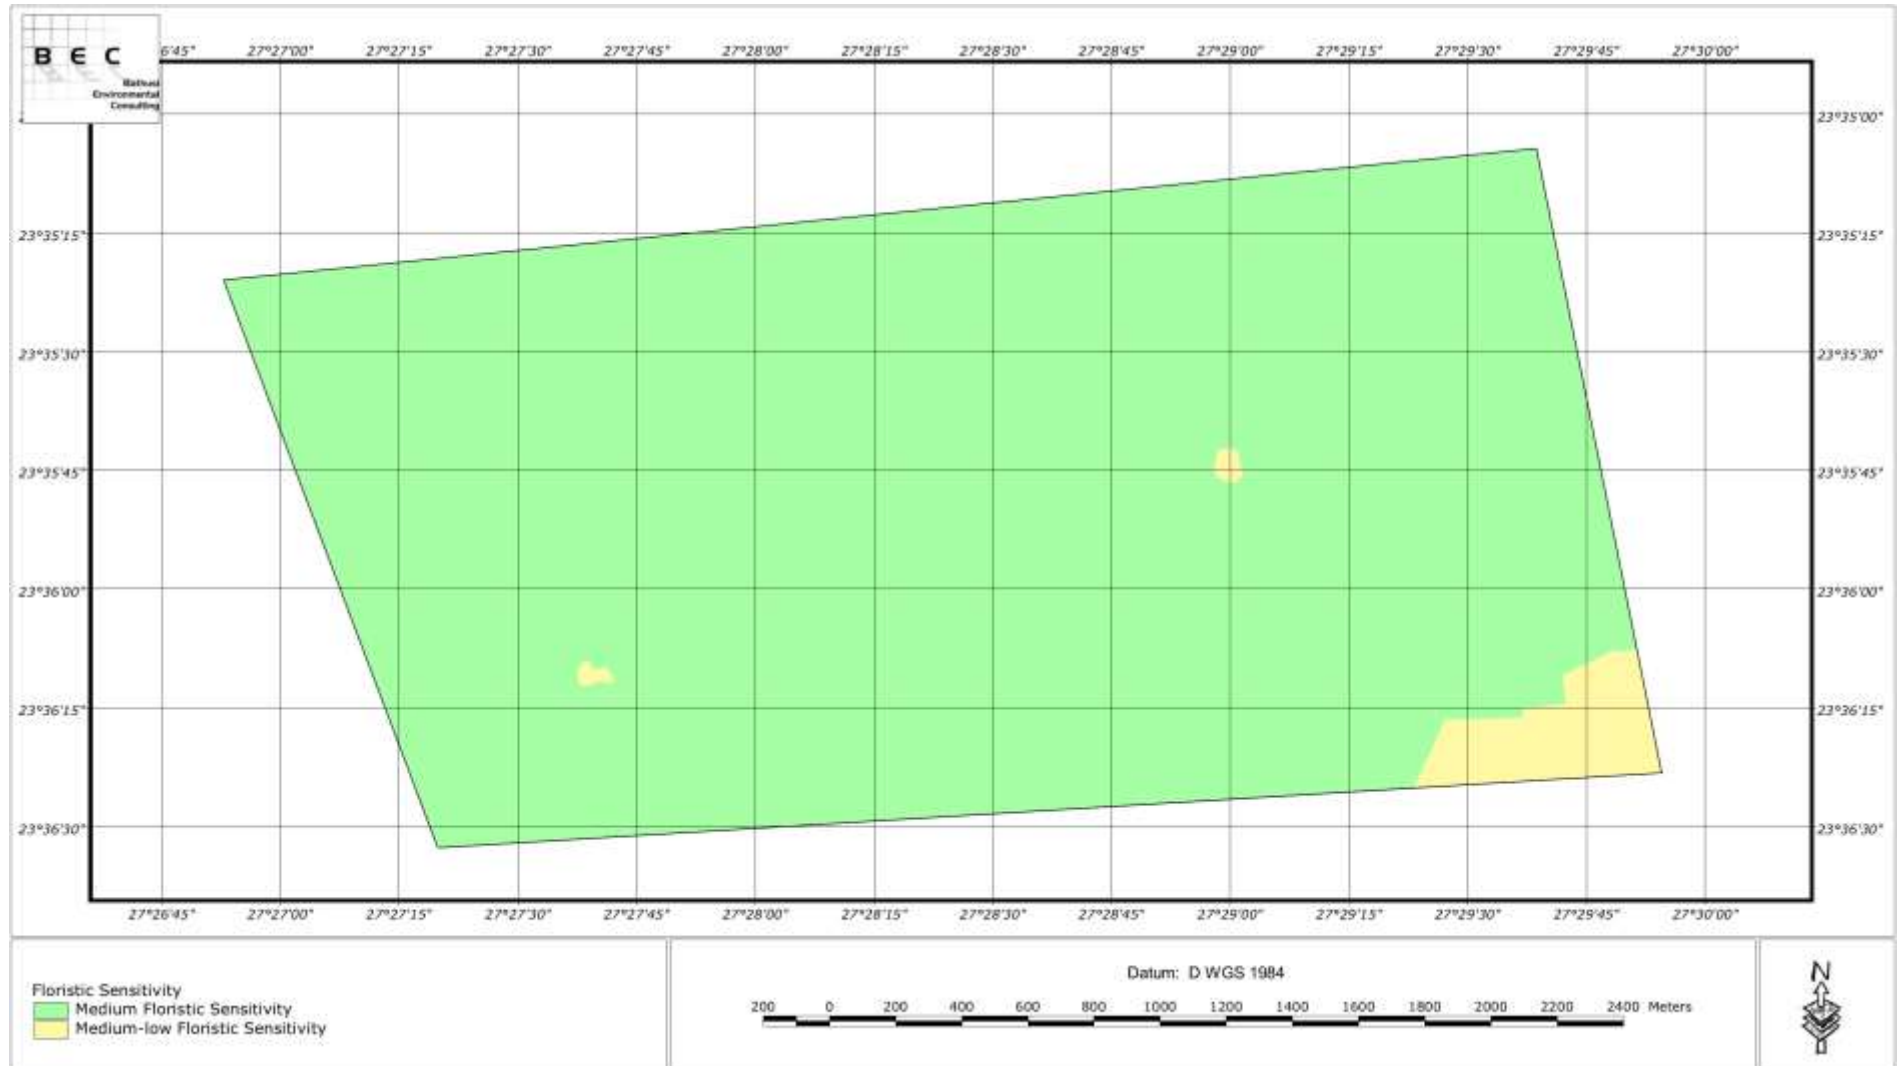 B E C
Bathusi
Environmental
Consulting
6'45" 27°27'00" 27°27'15" 27°27'30" 27°27'45" 27°28'00" 27°28'15" 27°28'30" 27°28'45" 27°29'00" 27°29'15" 27°29'30" 27°29'45" 27°30'00"
23°35'00"
23°35'15" 23°35'15"
23°35'30" 23°35'30"
23°35'45" 23°35'45"
23°36'00" 23°36'00"
23°36'15" 23°36'15"
23°36'30" 23°36'30"
27°26'45" 27°27'00" 27°27'15" 27°27'30" 27°27'45" 27°28'00" 27°28'15" 27°28'30" 27°28'45" 27°29'00" 27°29'15" 27°29'30" 27°29'45" 27°30'00"
Floristic Sensitivity
Medium Floristic Sensitivity
Medium-low Floristic Sensitivity
Datum: D WGS 1984
200 0 200 400 600 800 1000 1200 1400 1600 1800 2000 2200 2400 Meters
N